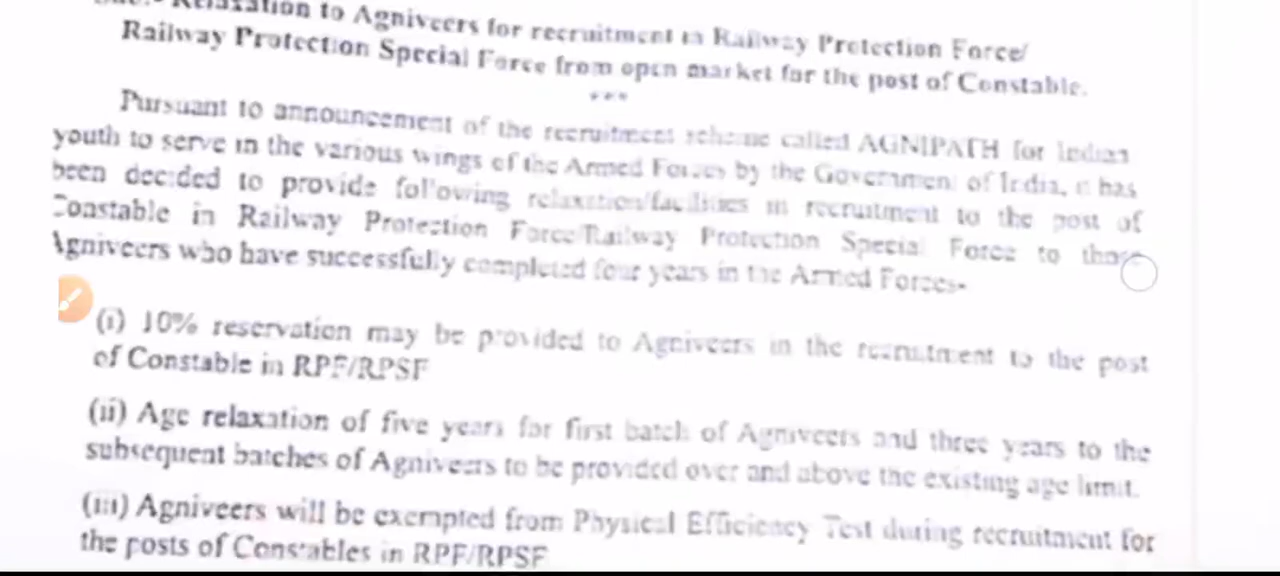 Relaxation to Agniveers for recruitment in Railway Protection Force/
Railway Protection Special Force from open market for the post of Constable.
***
Pursuant to announcement of the recruitment scheme called AGNIPATH for Indian
youth to serve in the various wings of the Armed Forces by the Government of India, it has
been decided to provide following relaxation/facilities in recruitment to the post of
Constable in Railway Protection Force/Railway Protection Special Force to those
Agniveers who have successfully completed four years in the Armed Forces-
(i) 10% reservation may be provided to Agniveers in the recruitment to the post
of Constable in RPF/RPSF
(ii) Age relaxation of five years for first batch of Agniveers and three years to the
subsequent batches of Agniveers to be provided over and above the existing age limit.
(iii) Agniveers will be exempted from Physical Efficiency Test during recruitment for
the posts of Constables in RPF/RPSF